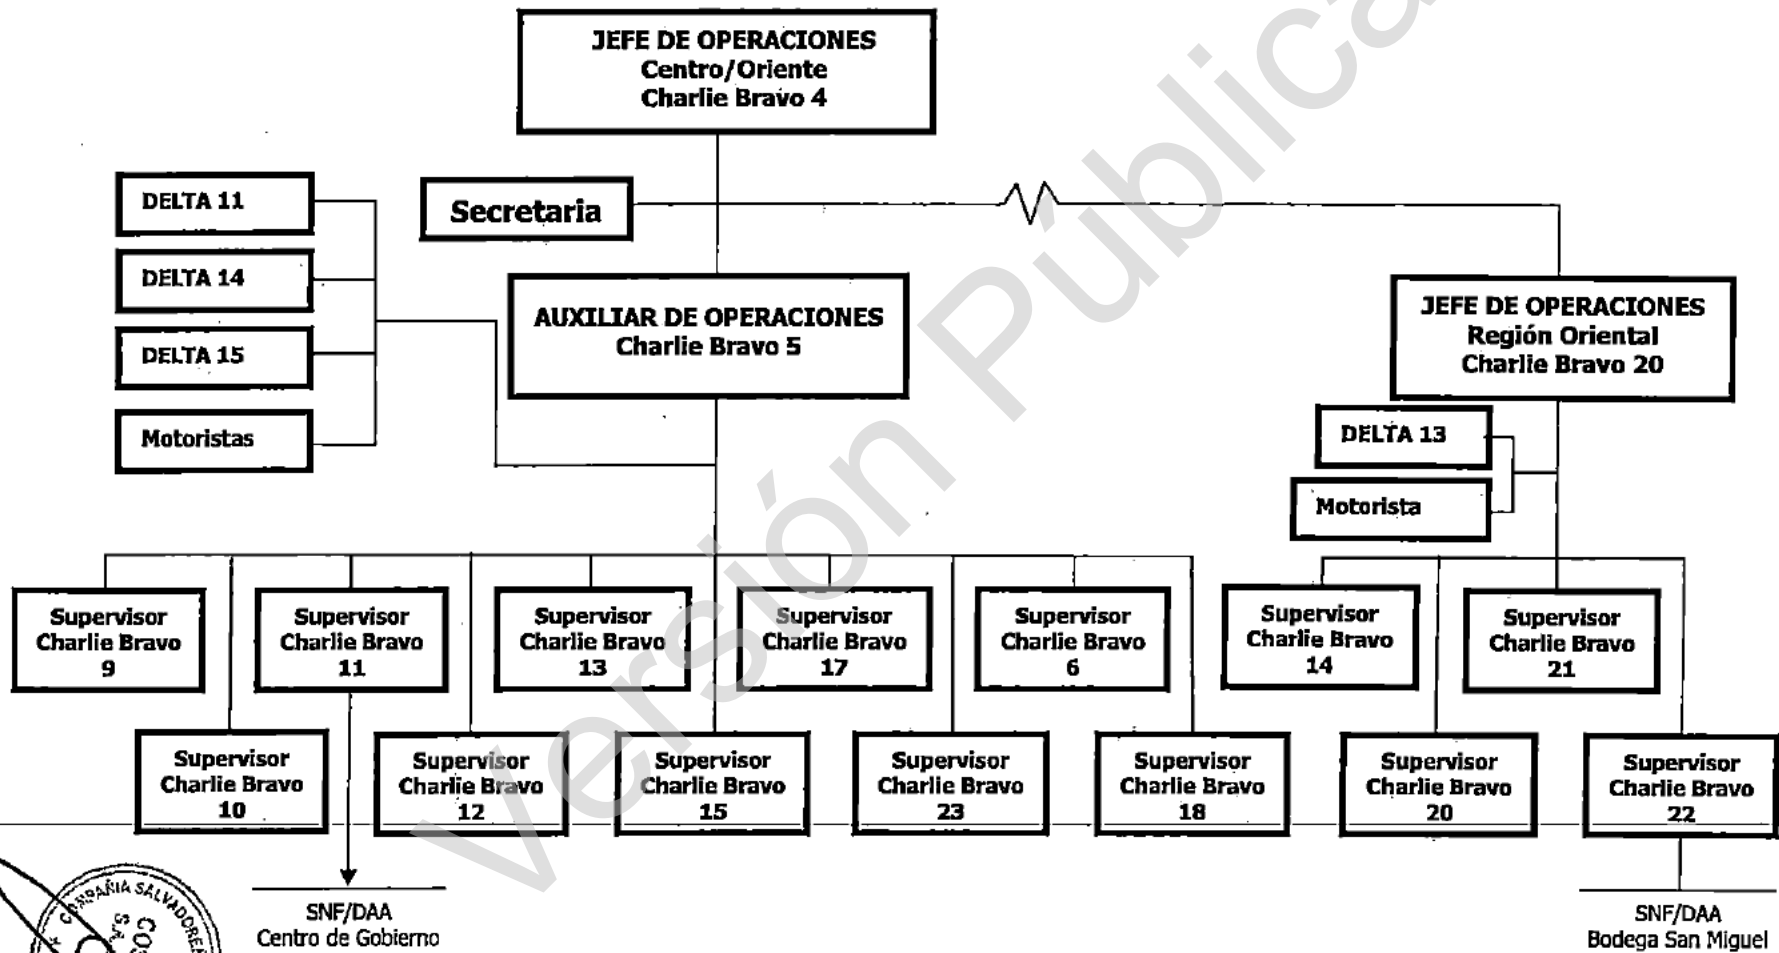 JEFE DE OPERACIONES
Centro/Oriente
Charlie Bravo 4
DELTA 11
Secretaria
DELTA 14
AUXILIAR DE OPERACIONES
Charlie Bravo 5
JEFE DE OPERACIONES
Región Oriental
Charlie Bravo 20
DELTA 15
Motoristas
DELTA 13
Motorista
Supervisor
Charlie Bravo
9
Supervisor
Charlie Bravo
11
Supervisor
Charlie Bravo
13
Supervisor
Charlie Bravo
17
Supervisor
Charlie Bravo
6
Supervisor
Charlie Bravo
14
Supervisor
Charlie Bravo
21
Supervisor
Charlie Bravo
10
Supervisor
Charlie Bravo
12
Supervisor
Charlie Bravo
15
Supervisor
Charlie Bravo
23
Supervisor
Charlie Bravo
18
Supervisor
Charlie Bravo
20
Supervisor
Charlie Bravo
22
SNF/DAA
Centro de Gobierno
SNF/DAA
Bodega San Miguel
Versión Pública
COMPAÑIA